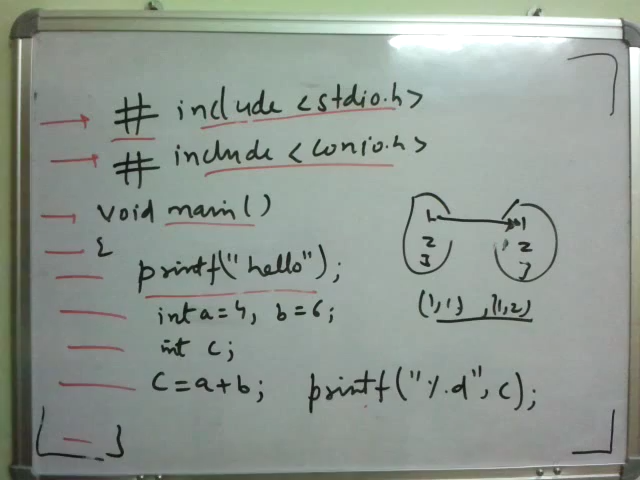 # include <stdio.h>
# include <conio.h>
void main()
{
printf("hello");
int a=4, b=6;
int c;
c=a+b; printf("%d", c);
}
1 1
2 2
3 3
(1,1), (1,2)